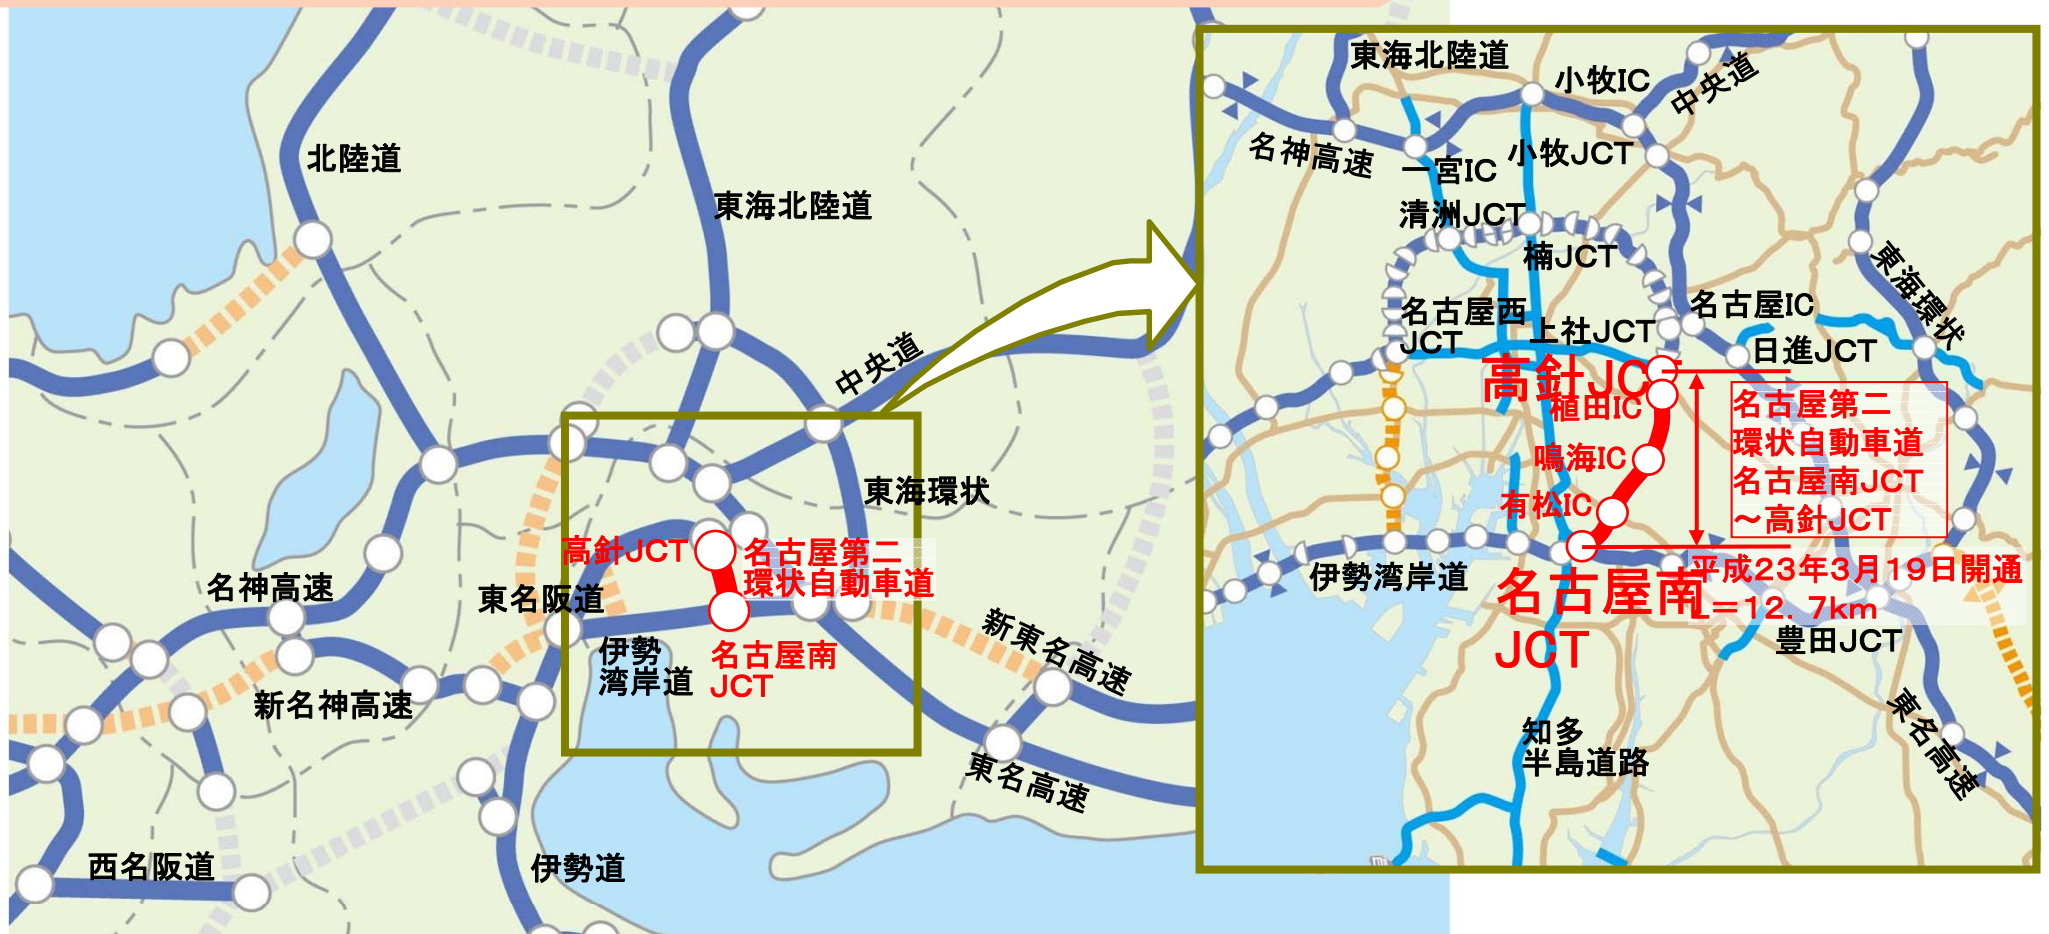 北陸道
東海北陸道
中央道
東海環状
高針JCT
名古屋第二
環状自動車道
名神高速
東名阪道
伊勢
湾岸道
名古屋南
JCT
新東名高速
新名神高速
東名高速
西名阪道
伊勢道
東海北陸道
小牧IC
中央道
名神高速
一宮IC
小牧JCT
清洲JCT
楠JCT
東海環状
名古屋西
JCT
名古屋IC
上社JCT
日進JCT
高針JC
植田IC
鳴海IC
有松IC
名古屋第二
環状自動車道
名古屋南JCT
～高針JCT
伊勢湾岸道
名古屋南
JCT
平成23年3月19日開通
L＝12．7km
豊田JCT
知多
半島道路
東名高速